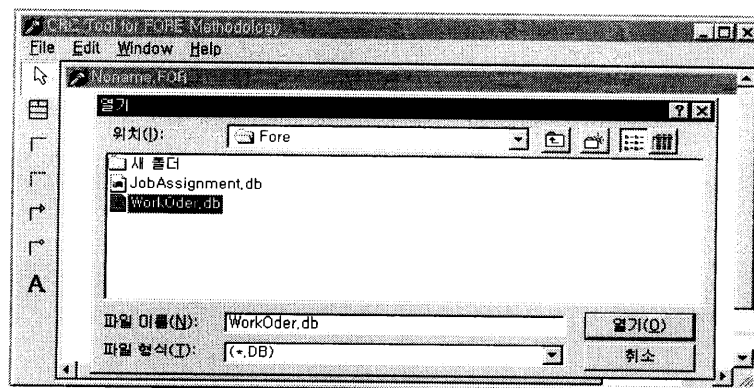 CRE Tool for FORE Methodology
File Edit Window Help
Noname.FOR
열기
위치(I): Fore
새 폴더
JobAssignment.db
WorkOder.db
파일 이름(N): WorkOder.db 열기(O)
파일 형식(T): (*.DB) 취소
A